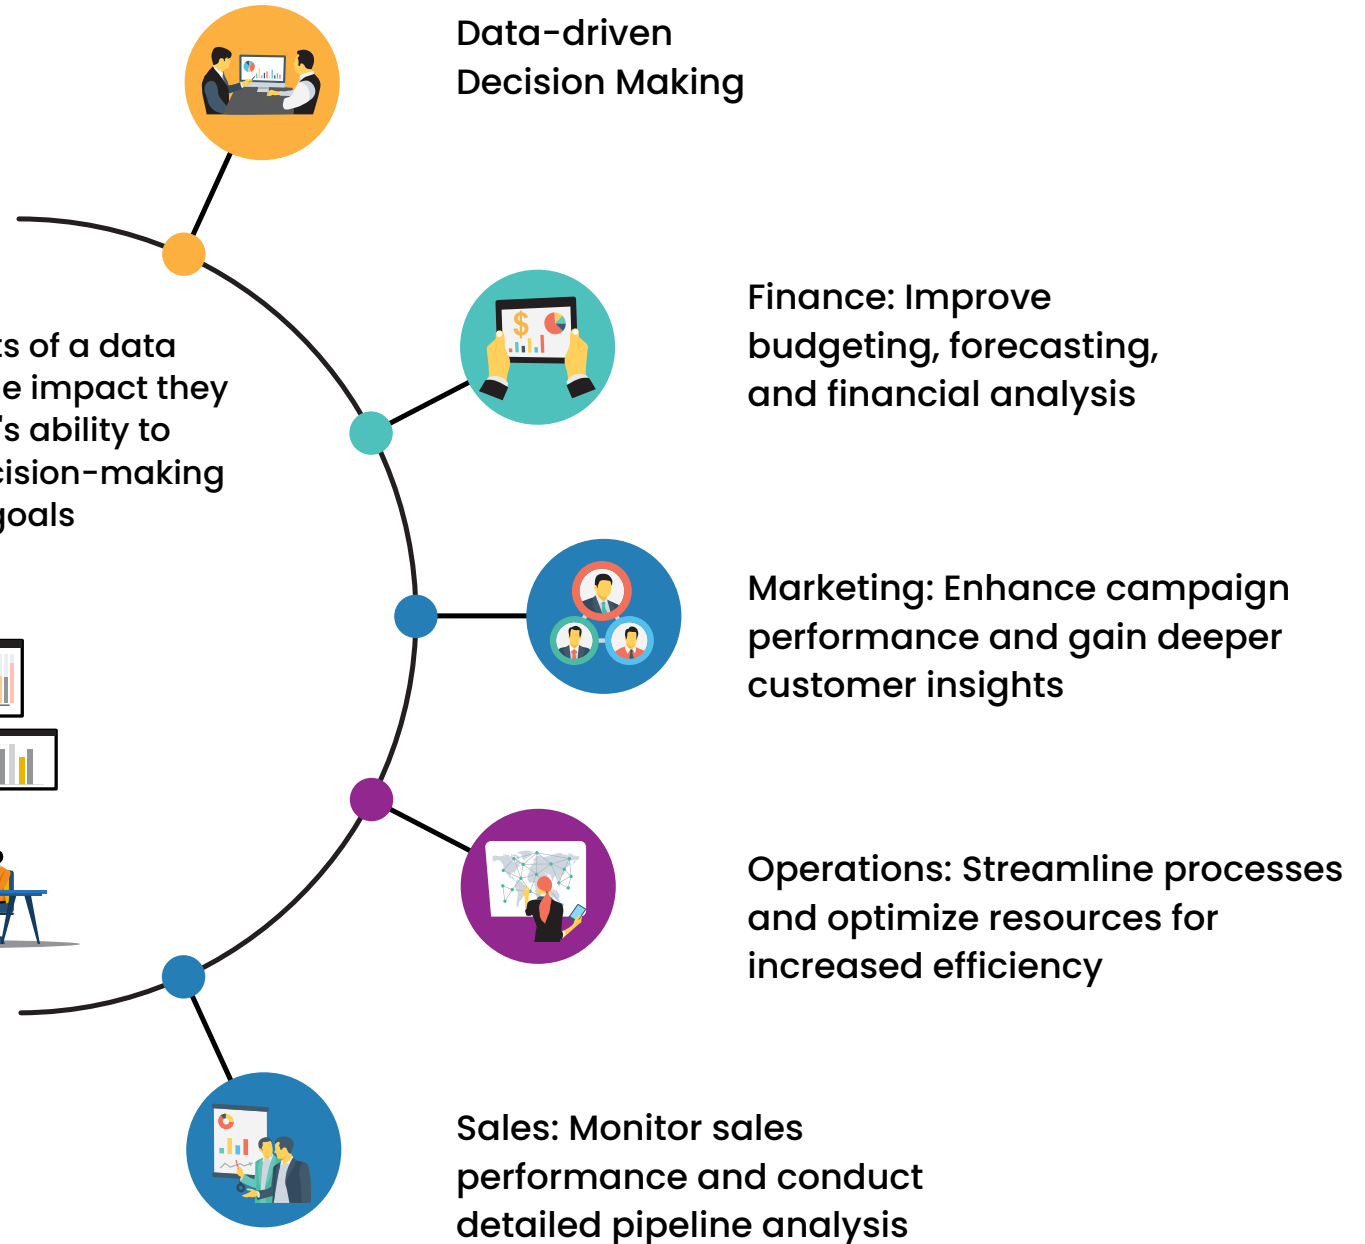 Data-driven
Decision Making
Finance: Improve
budgeting, forecasting,
and financial analysis
of a data
impact they
's ability to
goals
Marketing: Enhance campaign
performance and gain deeper
customer insights
Operations: Streamline processes
and optimize resources for
increased efficiency
Sales: Monitor sales
performance and conduct
detailed pipeline analysis